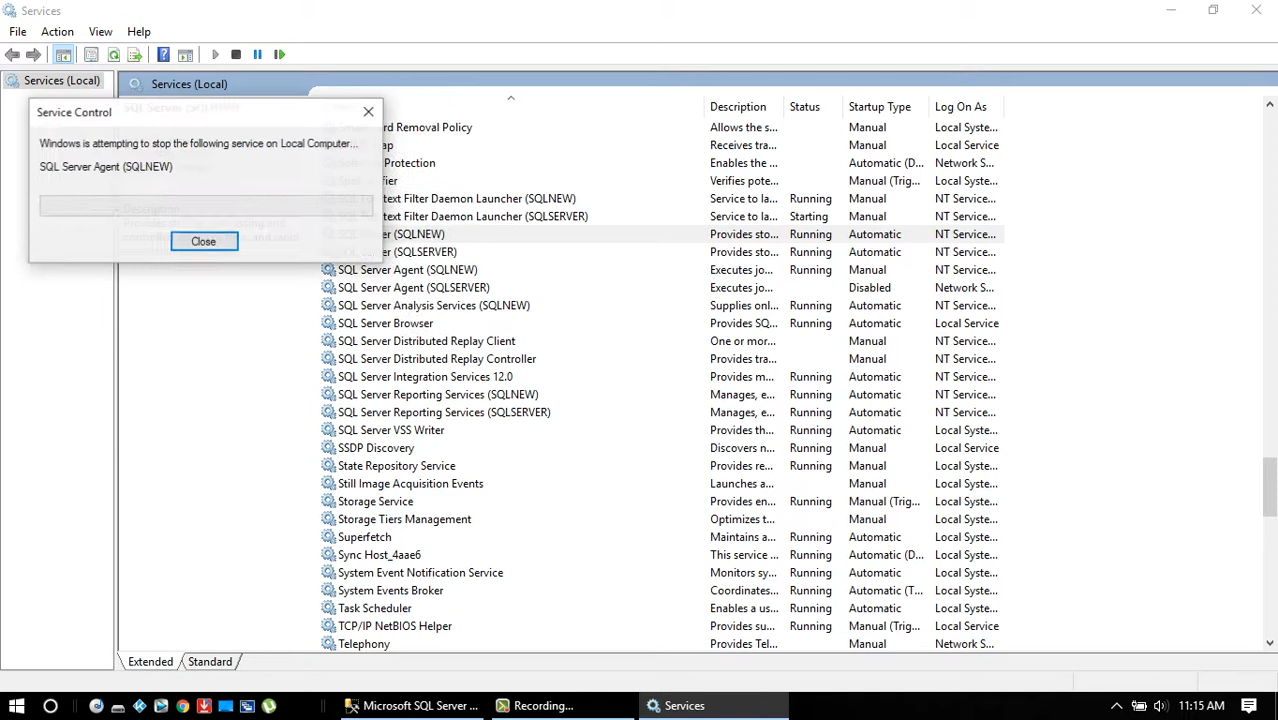 Services
File Action View Help
Services (Local)
Services (Local)
Service Control
Windows is attempting to stop the following service on Local Computer...
SQL Server Agent (SQLNEW)
Close
Description Status Startup Type Log On As
Removal Policy Allows the s... Manual Local Syste...
Receives tra... Manual Local Service
Protection Enables the ... Automatic (D... Network S...
Verifies pote... Manual (Trig... Local Syste...
Filter Daemon Launcher (SQLNEW) Service to la... Running Manual NT Service...
Filter Daemon Launcher (SQLSERVER) Service to la... Starting Manual NT Service...
(SQLNEW) Provides sto... Running Automatic NT Service...
(SQLSERVER) Provides sto... Running Automatic NT Service...
SQL Server Agent (SQLNEW) Executes jo... Running Manual NT Service...
SQL Server Agent (SQLSERVER) Executes jo... Disabled Network S...
SQL Server Analysis Services (SQLNEW) Supplies onl... Running Automatic NT Service...
SQL Server Browser Provides SQ... Running Automatic Local Service
SQL Server Distributed Replay Client One or mor... Manual NT Service...
SQL Server Distributed Replay Controller Provides tra... Manual NT Service...
SQL Server Integration Services 12.0 Provides m... Running Automatic NT Service...
SQL Server Reporting Services (SQLNEW) Manages, e... Running Automatic NT Service...
SQL Server Reporting Services (SQLSERVER) Manages, e... Running Automatic NT Service...
SQL Server VSS Writer Provides th... Running Automatic Local Syste...
SSDP Discovery Discovers n... Running Manual Local Service
State Repository Service Provides re... Running Manual Local Syste...
Still Image Acquisition Events Launches a... Manual Local Syste...
Storage Service Provides en... Running Manual (Trig... Local Syste...
Storage Tiers Management Optimizes t... Manual Local Syste...
Superfetch Maintains a... Running Automatic Local Syste...
Sync Host_4aae6 This service ... Running Automatic (D... Local Syste...
System Event Notification Service Monitors sy... Running Automatic Local Syste...
System Events Broker Coordinates... Running Automatic (T... Local Syste...
Task Scheduler Enables a us... Running Automatic Local Syste...
TCP/IP NetBIOS Helper Provides su... Running Manual (Trig... Local Service
Telephony Provides Tel... Manual Network S...
Extended Standard
Microsoft SQL Server ... Recording... Services 11:15 AM